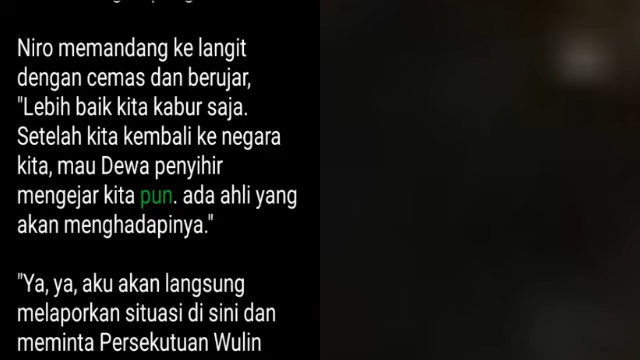 Niro memandang ke langit
dengan cemas dan berujar,
"Lebih baik kita kabur saja.
Setelah kita kembali ke negara
kita, mau Dewa penyihir
mengejar kita pun. ada ahli yang
akan menghadapinya."
"Ya, ya, aku akan langsung
melaporkan situasi di sini dan
meminta Persekutuan Wulin